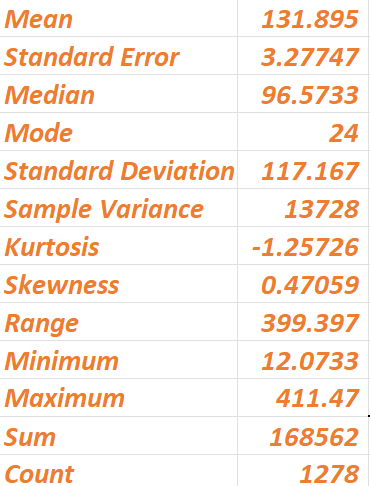 Mean 131.895
Standard Error 3.27747
Median 96.5733
Mode 24
Standard Deviation 117.167
Sample Variance 13728
Kurtosis -1.25726
Skewness 0.47059
Range 399.397
Minimum 12.0733
Maximum 411.47
Sum 168562
Count 1278